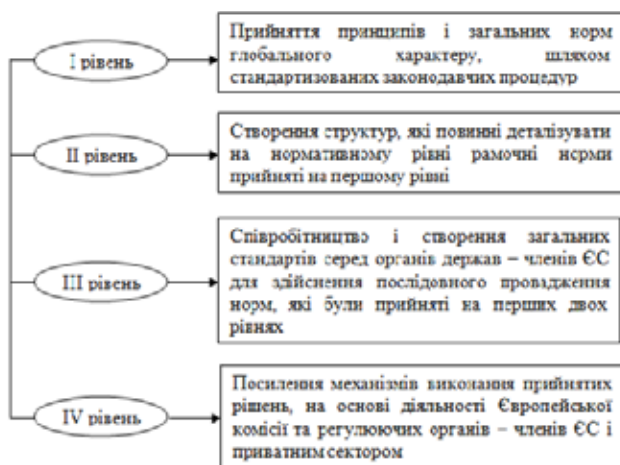 I рівень
Прийняття принципів і загальних норм
глобального характеру, шляхом
стандартизованих законодавчих процедур
II рівень
Створення структур, які повинні деталізувати
на нормативному рівні рамочні норми
прийняті на першому рівні
III рівень
Співробітництво і створення загальних
стандартів серед органів держав – членів ЄС
для здійснення послідовного провадження
норм, які були прийняті на перших двох
рівнях
IV рівень
Посилення механізмів виконання прийнятих
рішень, на основі діяльності Європейської
комісії та регулюючих органів – членів ЄС і
приватним сектором